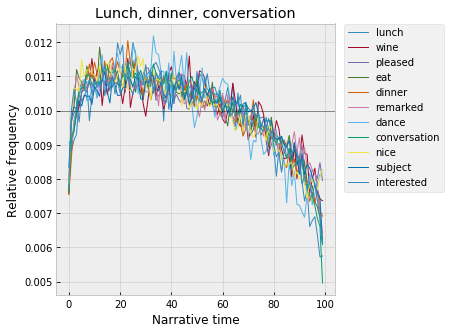 Lunch, dinner, conversation
0.012
0.011
0.010
0.009
0.008
0.007
0.006
0.005
Relative frequency
0
20
40
60
80
100
Narrative time
lunch
wine
pleased
eat
dinner
remarked
dance
conversation
nice
subject
interested